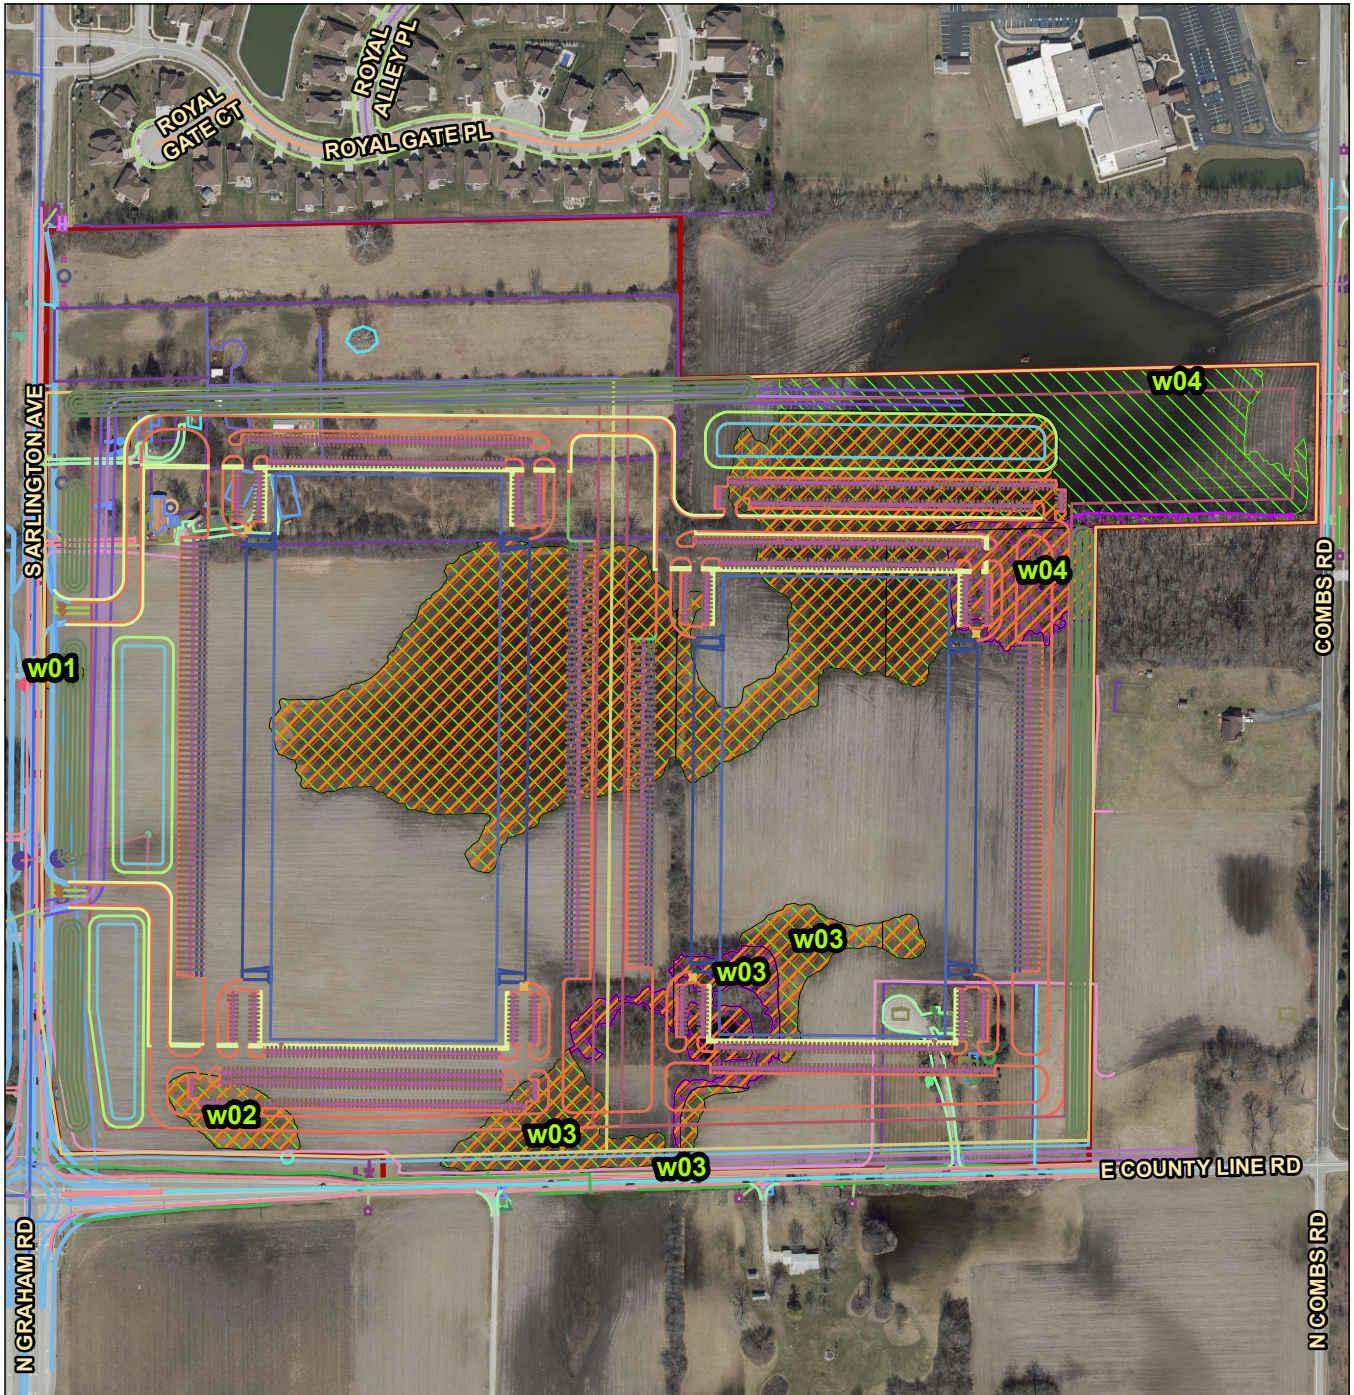 ROYAL
ALLEY PL
ROYAL
GATE CT
ROYAL GATE PL
w04
S ARLINGTON AVE
COMBS RD
w04
w01
w03
w03
w02
w03
w03
E COUNTY LINE RD
N GRAHAM RD
N COMBS RD